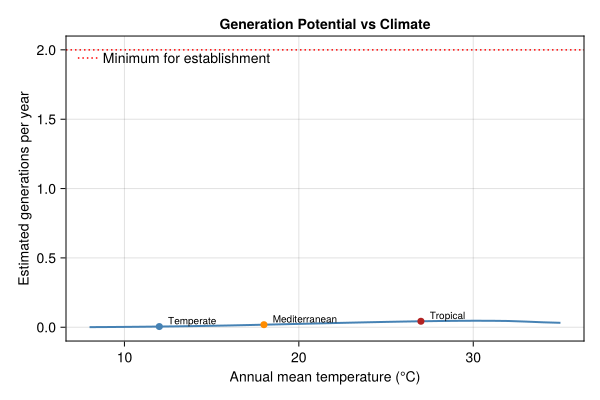 Generation Potential vs Climate
Estimated generations per year
2.0
1.5
1.0
0.5
0.0
Minimum for establishment
Temperate
Mediterranean
Tropical
10
20
30
Annual mean temperature (°C)